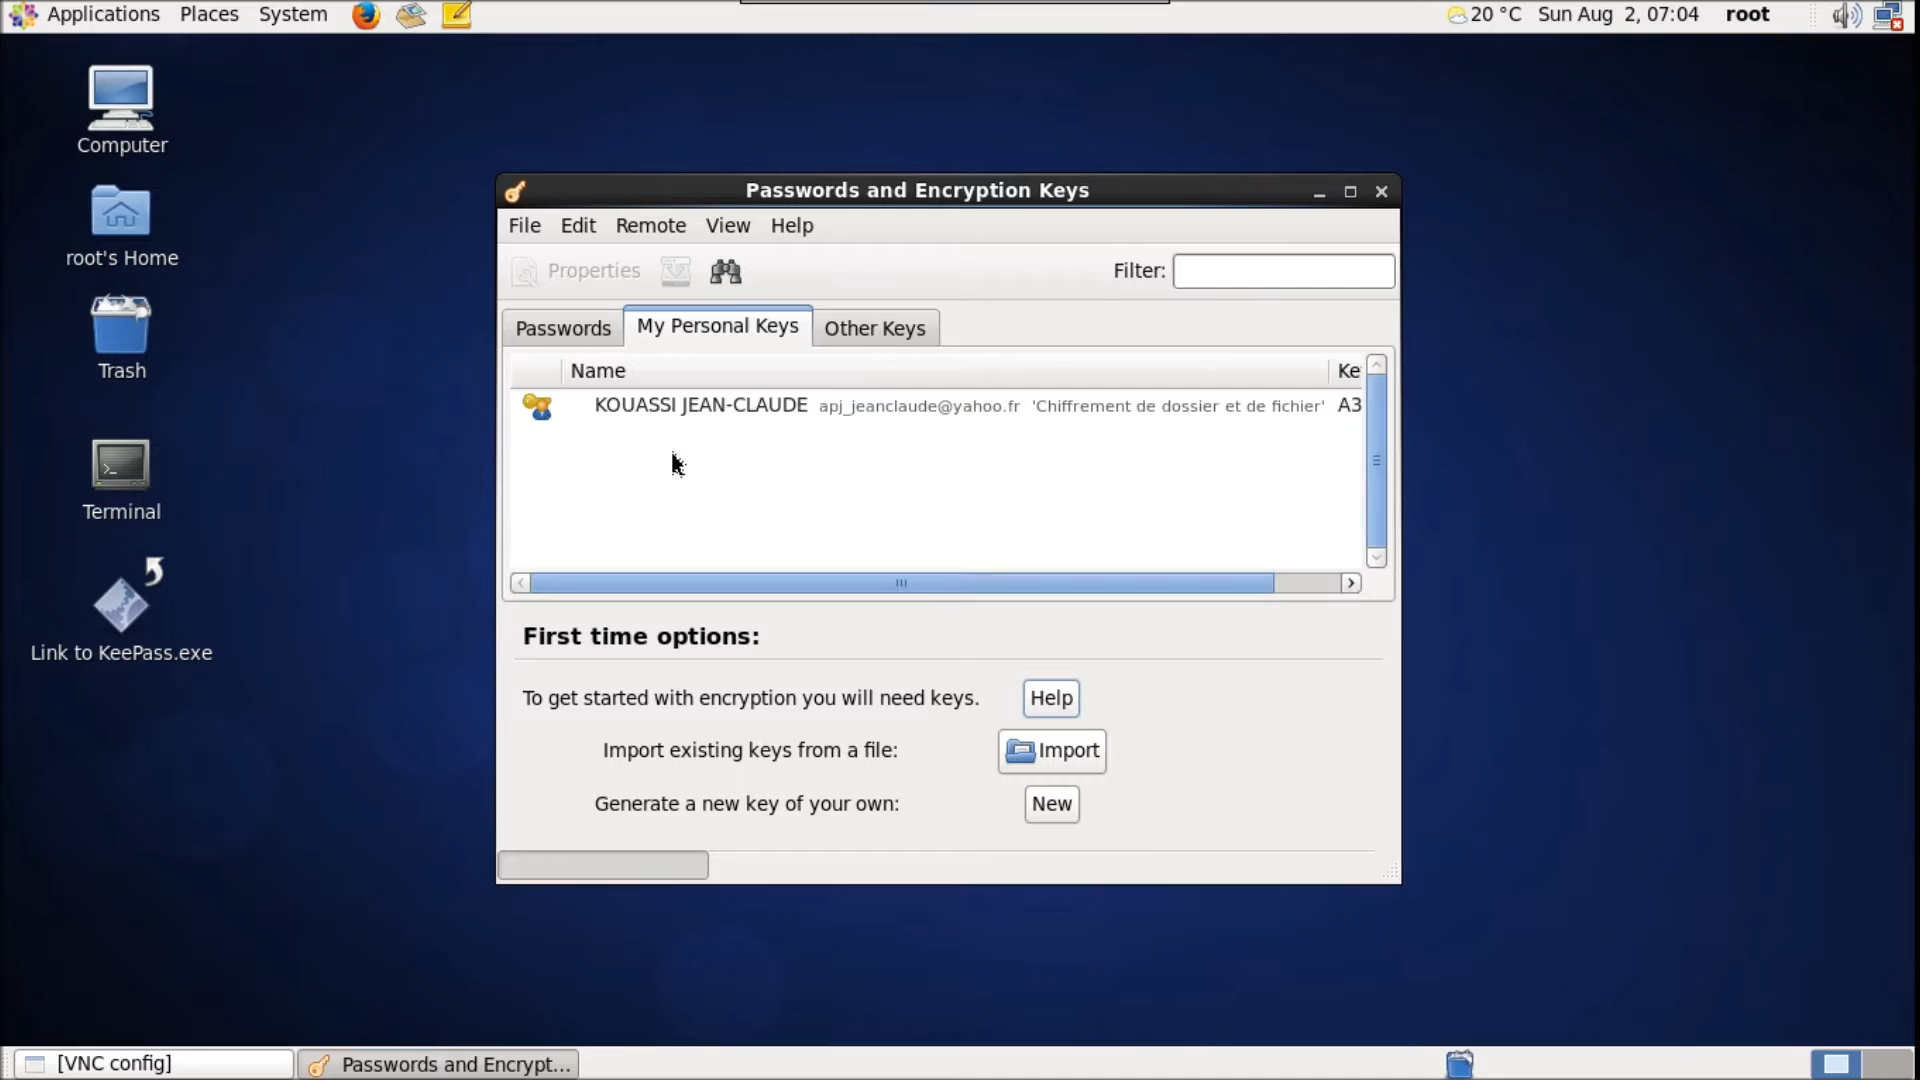 Applications Places System 20 °C Sun Aug 2, 07:04 root
Computer
root's Home
Trash
Terminal
Link to KeePass.exe
Passwords and Encryption Keys
File Edit Remote View Help
Properties Filter:
Passwords My Personal Keys Other Keys
Name Ke
KOUASSI JEAN-CLAUDE apj_jeanclaude@yahoo.fr 'Chiffrement de dossier et de fichier' A3
First time options:
To get started with encryption you will need keys. Help
Import existing keys from a file: Import
Generate a new key of your own: New
[VNC config] Passwords and Encrypt...